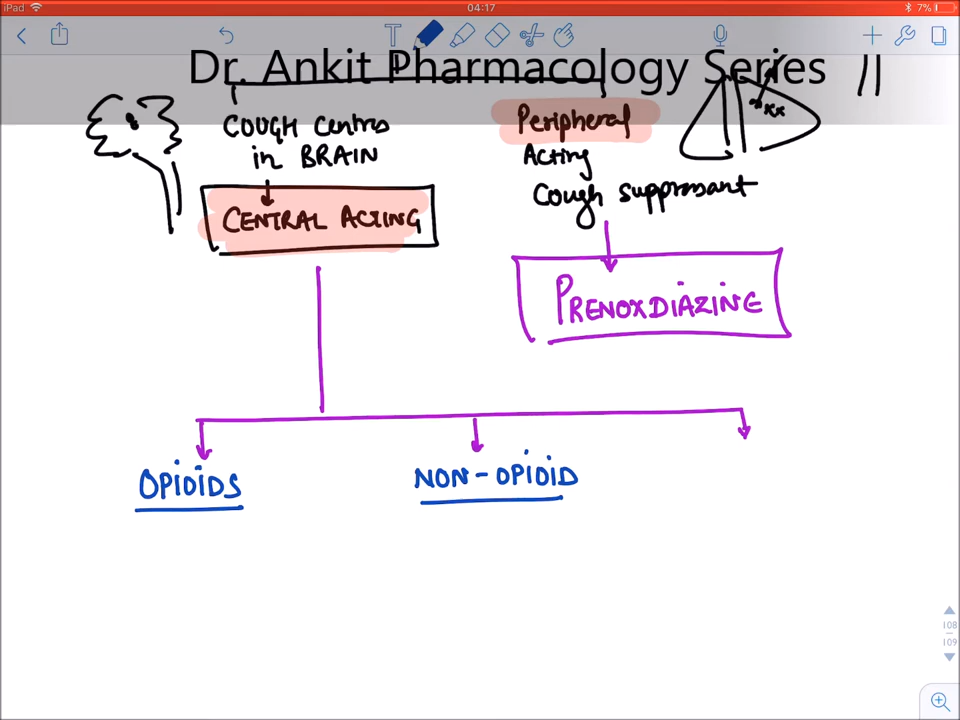 iPad 04:17 7%
T
Dr. Ankit Pharmacology Series
COUGH Centre
in BRAIN
CENTRAL ACTING
Peripheral
Acting
Cough suppressant
xx
PRENOXDIAZINE
OPIOIDS
NON-OPIOID
108
109